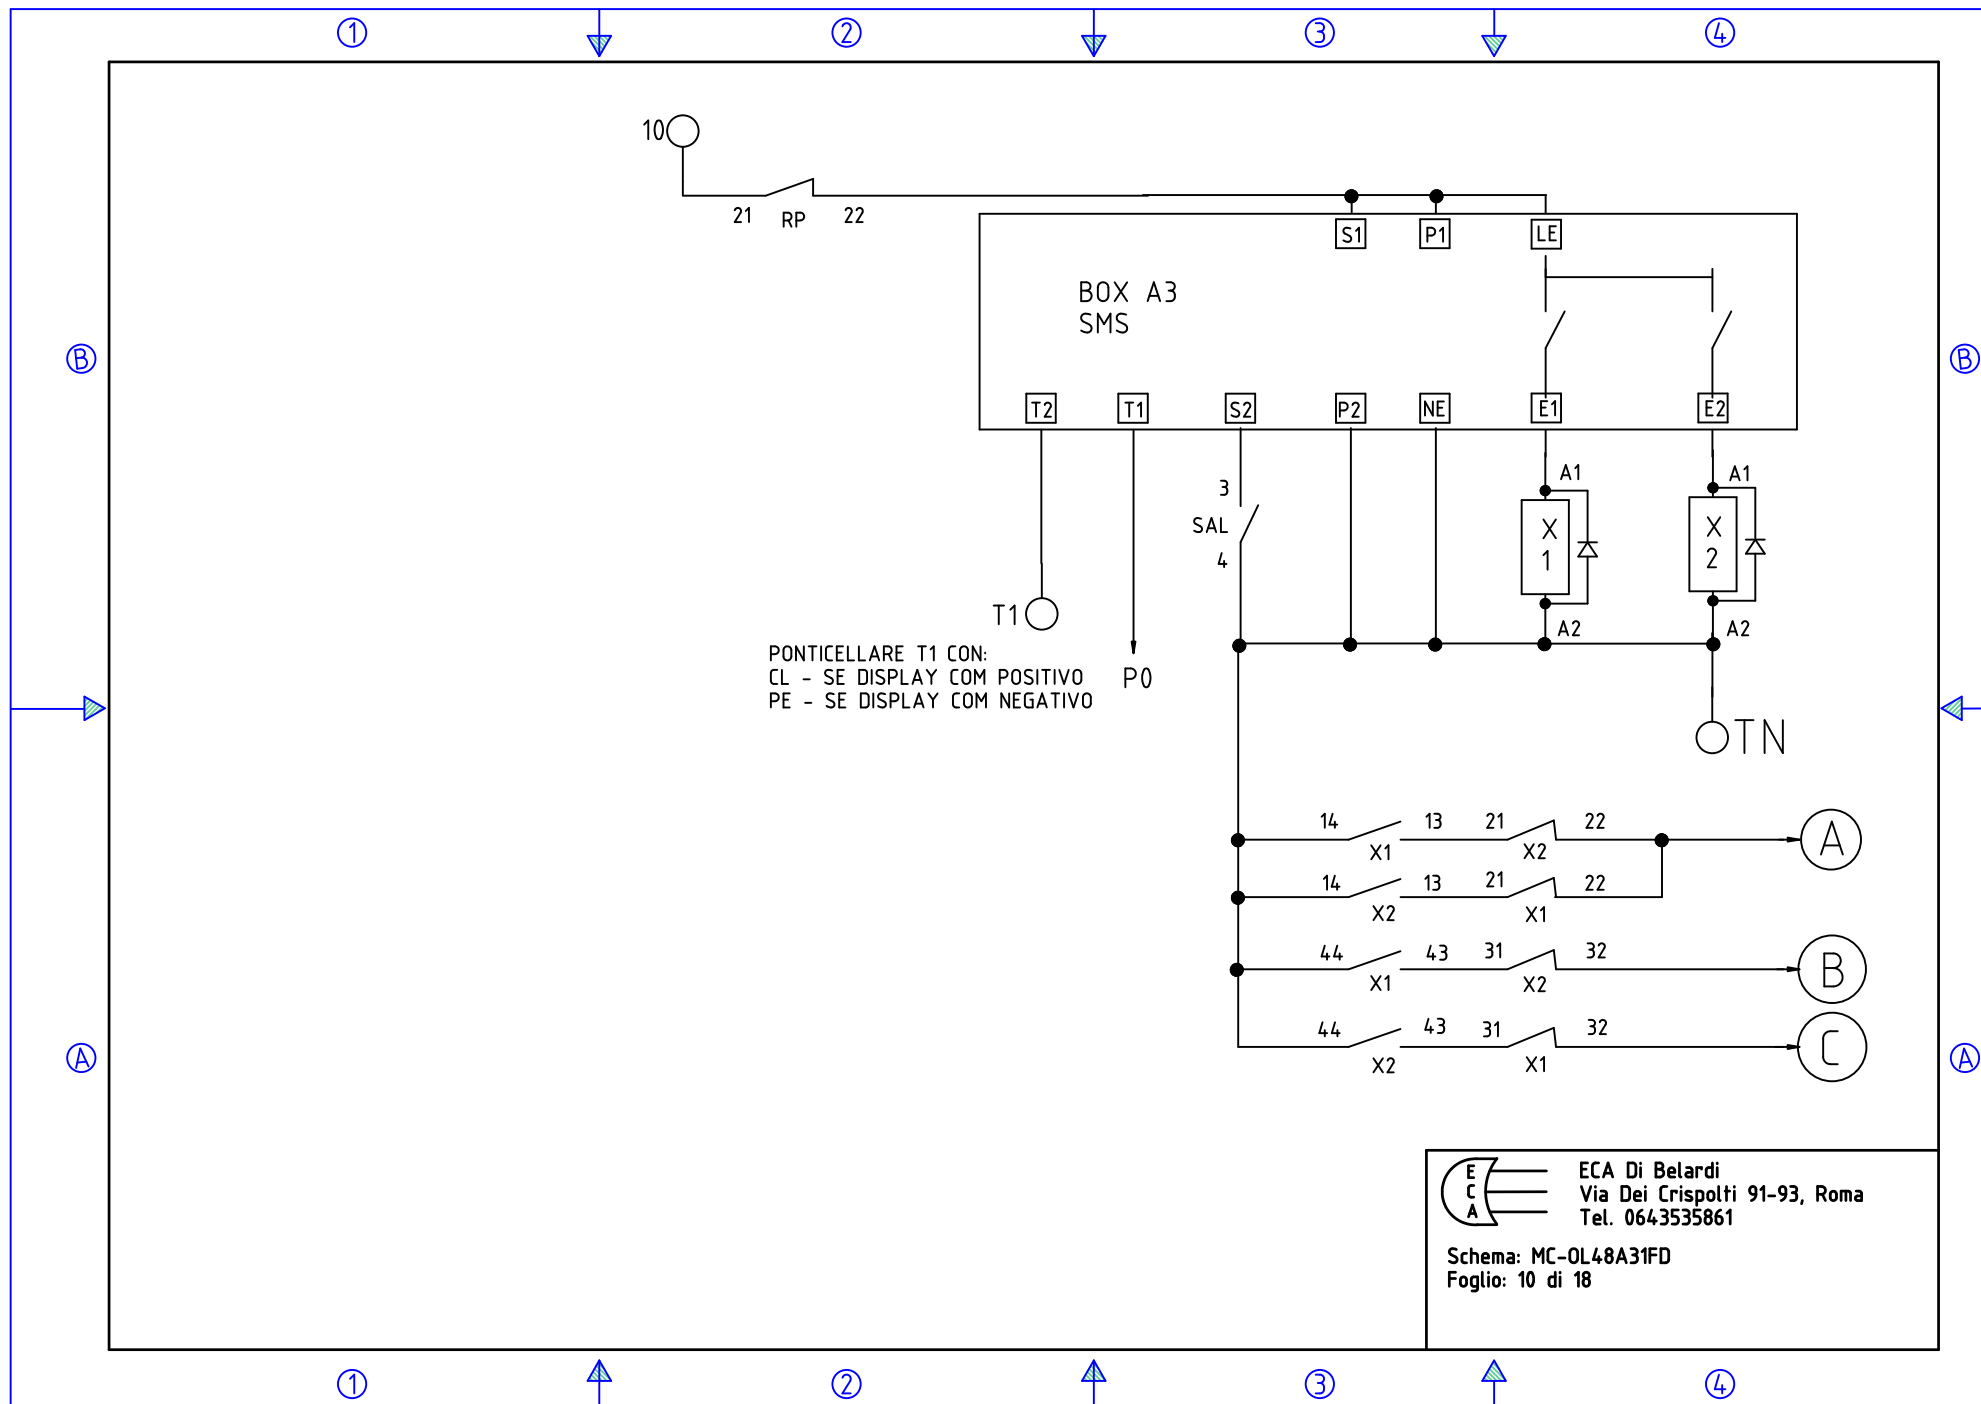 1 2 3 4
10
21 RP 22
S1 P1 LE
BOX A3
SMS
B B
T2 T1 S2 P2 NE E1 E2
A1 A1
3
SAL
4
X
1
X
2
T1
A2 A2
PONTICELLARE T1 CON:
CL - SE DISPLAY COM POSITIVO
PE - SE DISPLAY COM NEGATIVO
P0
TN
14 13 21 22
X1 X2
A
14 13 21 22
X2 X1
44 43 31 32
X1 X2
B
44 43 31 32
X2 X1
C
A A
E
C
A
ECA Di Belardi
Via Dei Crispolti 91-93, Roma
Tel. 0643535861
Schema: MC-OL48A31FD
Foglio: 10 di 18
1 2 3 4